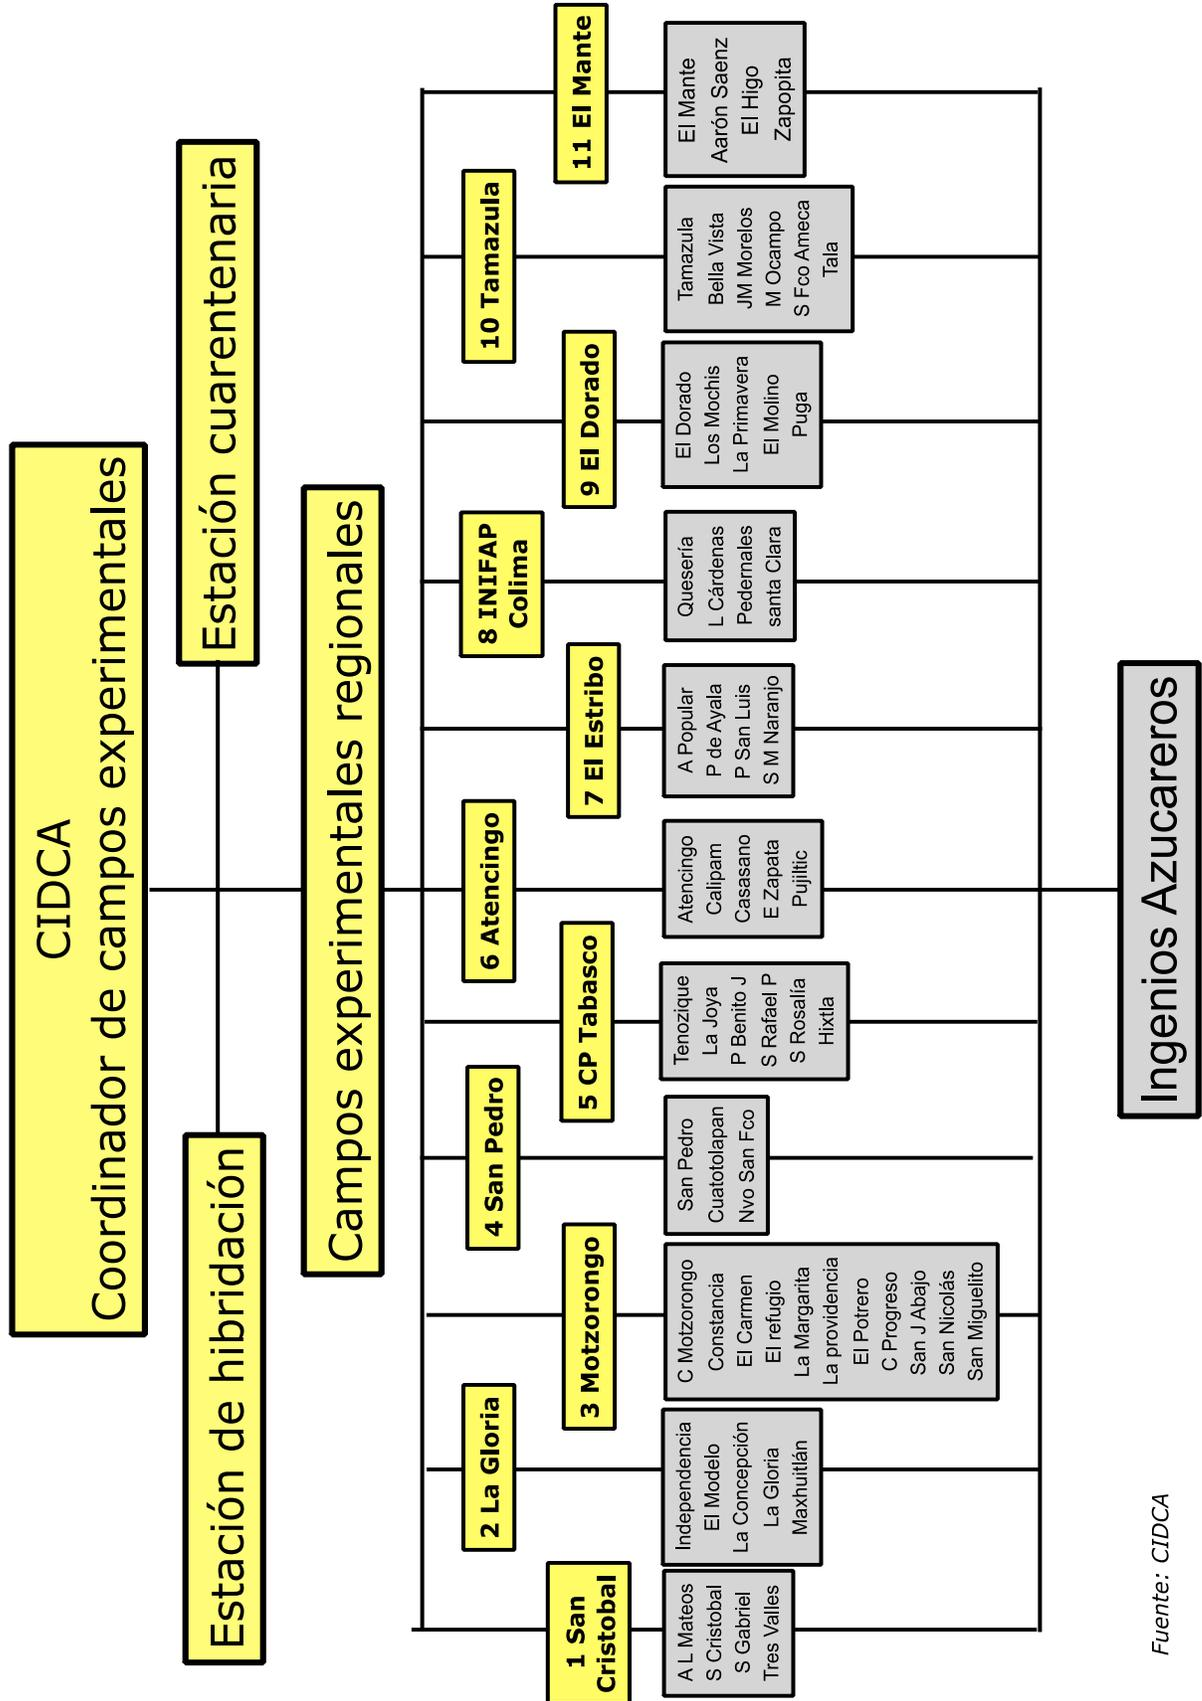 CIDCA
Coordinador de campos experimentales
Estación de hibridación
Estación cuarentenaria
Campos experimentales regionales
1 San
Cristobal
2 La Gloria
3 Motzorongo
4 San Pedro
5 CP Tabasco
6 Atencingo
7 El Estribo
8 INIFAP
Colima
9 El Dorado
10 Tamazula
11 El Mante
A L Mateos
S Cristobal
S Gabriel
Tres Valles
Independencia
El Modelo
La Concepción
La Gloria
Maxhuitlán
C Motzorongo
Constancia
El Carmen
El refugio
La Margarita
La providencia
El Potrero
C Progreso
San J Abajo
San Nicolás
San Miguelito
San Pedro
Cuatotolapan
Nvo San Fco
Tenozique
La Joya
P Benito J
S Rafael P
S Rosalía
Hixtla
Atencingo
Calipam
Casasano
E Zapata
Pujiltic
A Popular
P de Ayala
P San Luis
S M Naranjo
Quesería
L Cárdenas
Pedernales
santa Clara
El Dorado
Los Mochis
La Primavera
El Molino
Puga
Tamazula
Bella Vista
JM Morelos
M Ocampo
S Fco Ameca
Tala
El Mante
Aarón Saenz
El Higo
Zapopita
Ingenios Azucareros
Fuente: CIDCA